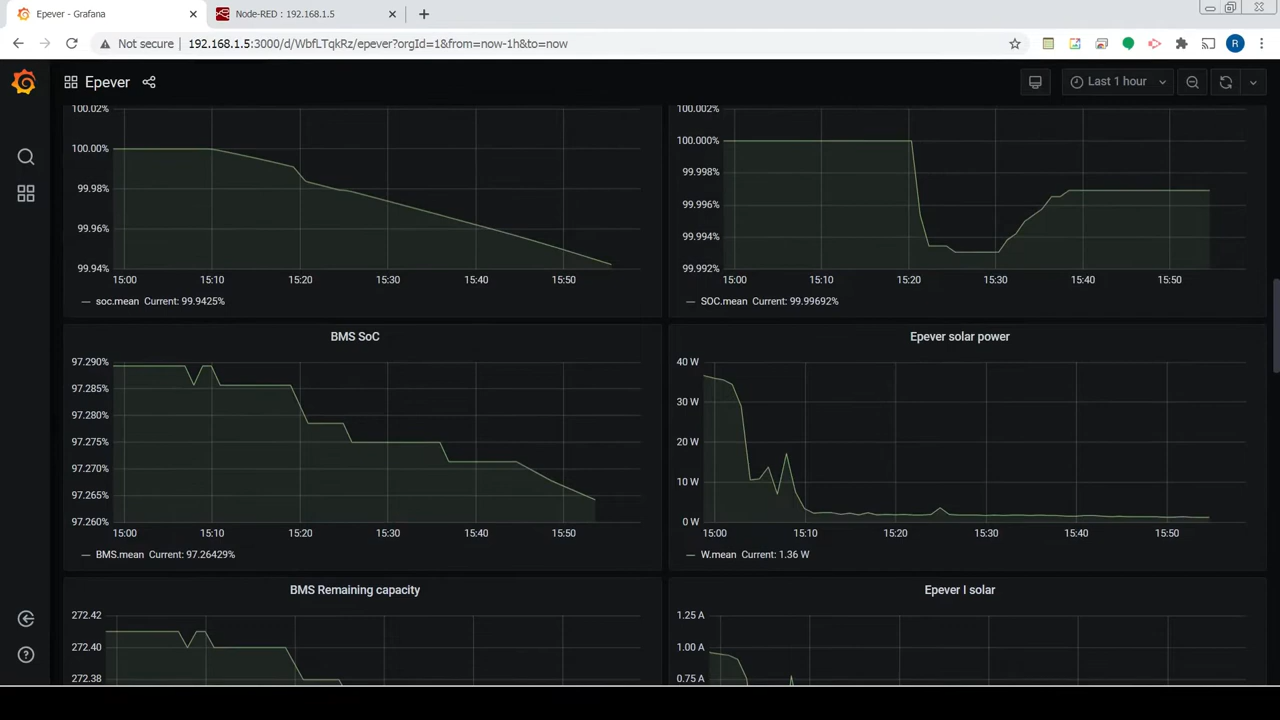 Epever - Grafana
Node-RED : 192.168.1.5
Not secure
192.168.1.5:3000/d/WbfLTqkRz/epever?orgId=1&from=now-1h&to=now
R
Epever
Last 1 hour
100.02%
100.00%
99.98%
99.96%
99.94%
15:00 15:10 15:20 15:30 15:40 15:50
soc.mean Current: 99.9425%
100.002%
100.000%
99.998%
99.996%
99.994%
99.992%
15:00 15:10 15:20 15:30 15:40 15:50
SOC.mean Current: 99.99692%
BMS SoC
97.290%
97.285%
97.280%
97.275%
97.270%
97.265%
97.260%
15:00 15:10 15:20 15:30 15:40 15:50
BMS.mean Current: 97.26429%
Epever solar power
40 W
30 W
20 W
10 W
0 W
15:00 15:10 15:20 15:30 15:40 15:50
W.mean Current: 1.36 W
BMS Remaining capacity
272.42
272.40
272.38
Epever I solar
1.25 A
1.00 A
0.75 A